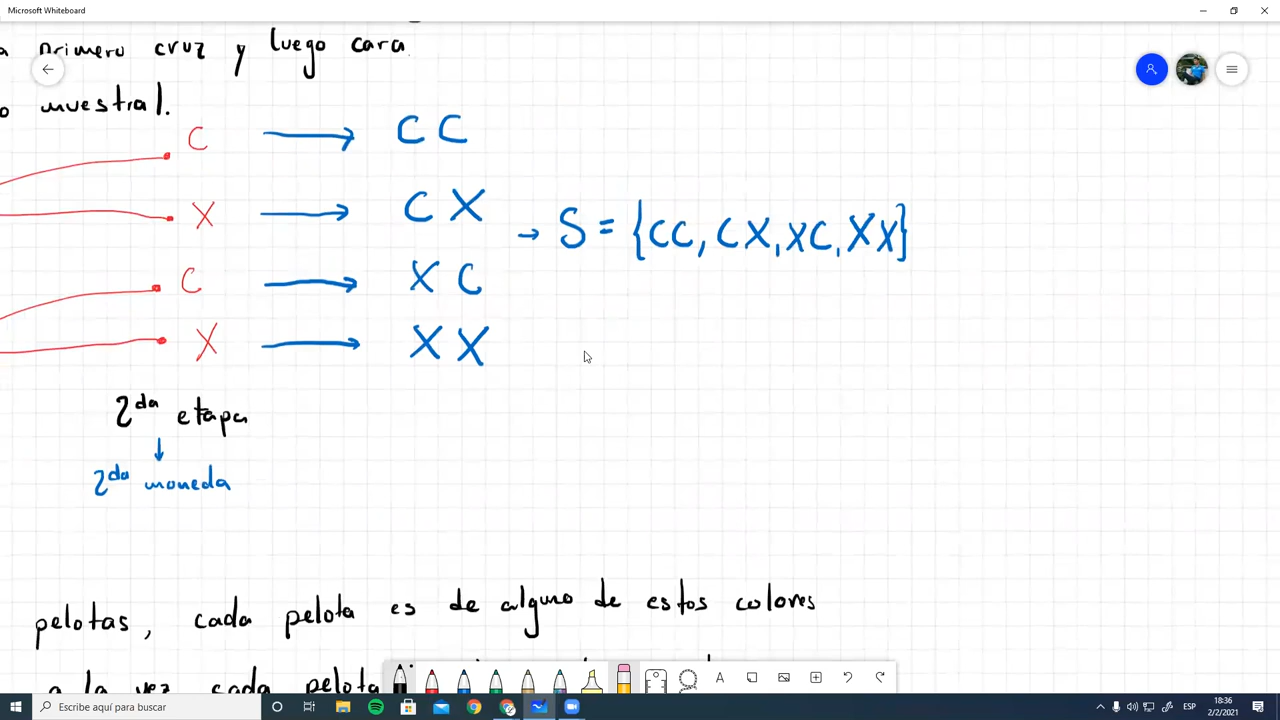 Microsoft Whiteboard
a primero cruz y luego cara
o muestral.
C → CC
X → CX
→ S = {CC, CX, XC, XX}
C → XC
X → XX
2da etapa
↓
2da moneda
pelotas, cada pelota es de alguno de estos colores
a la vez cada pelota
A
Escribe aquí para buscar
ESP
18:36
2/2/2021